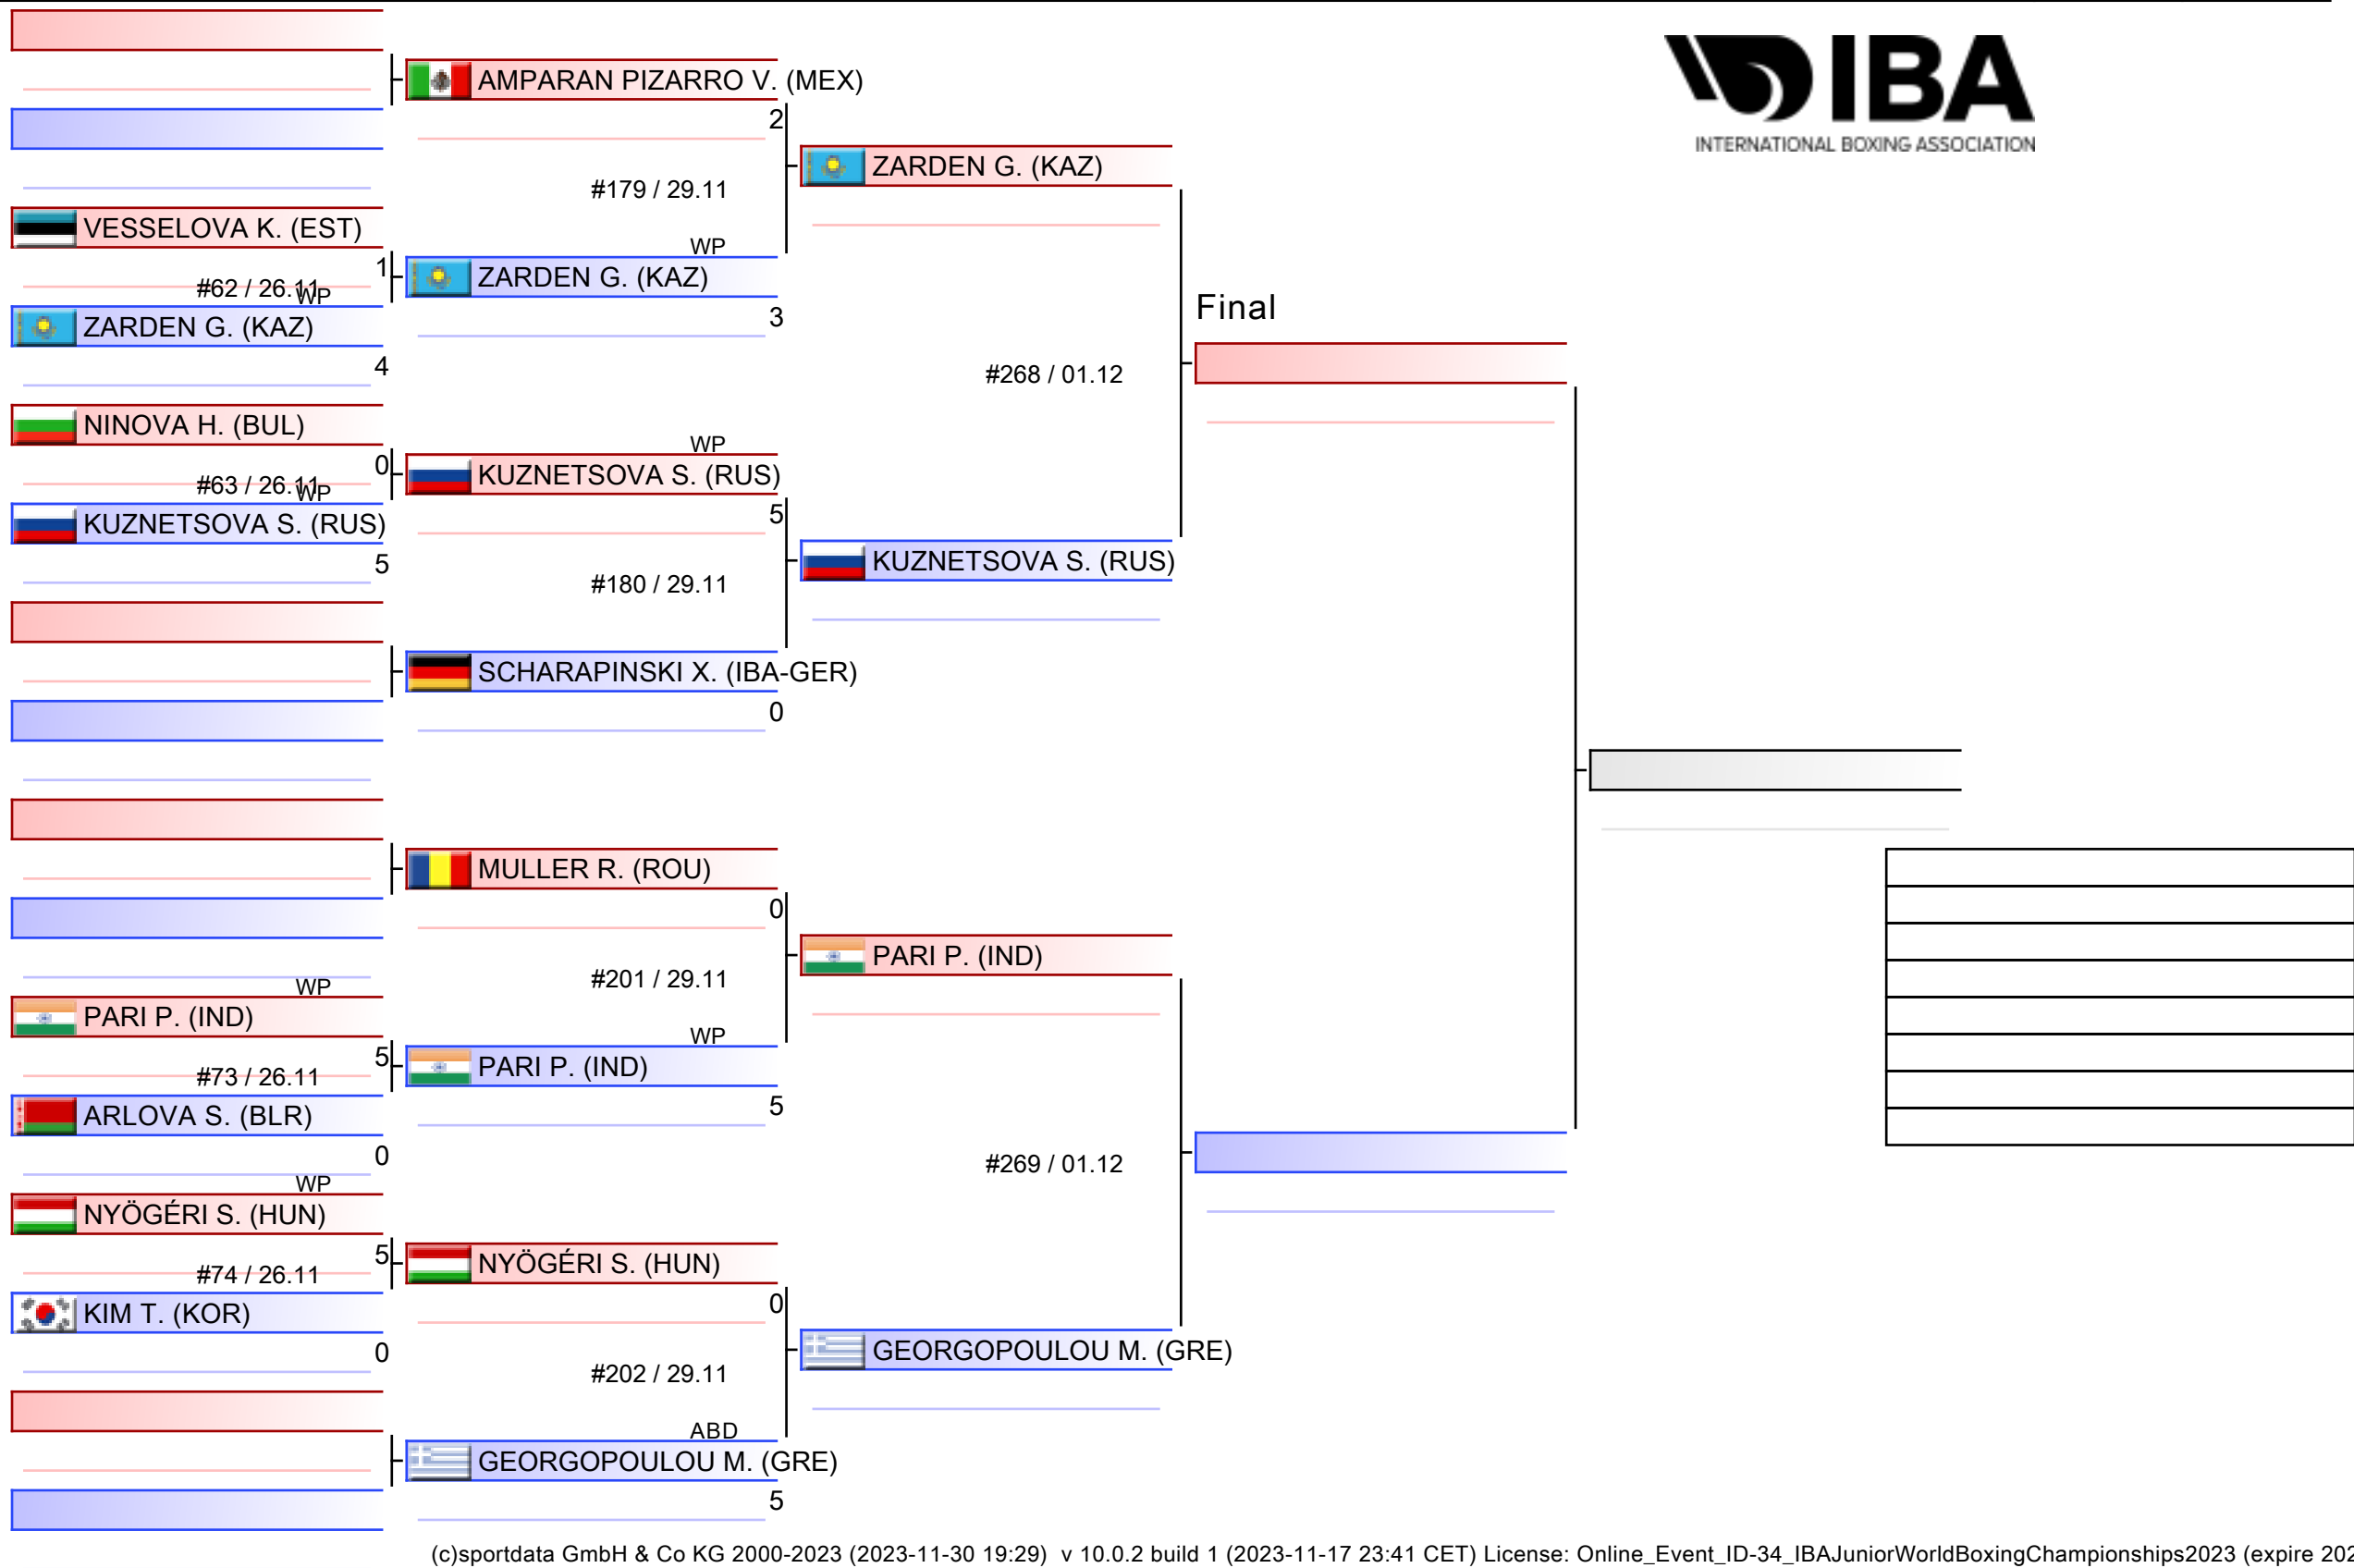 IBA
INTERNATIONAL BOXING ASSOCIATION
AMPARAN PIZARRO V. (MEX)
2
#179 / 29.11
WP
ZARDEN G. (KAZ)
3
VESSELOVA K. (EST)
1
#62 / 26.11
WP
ZARDEN G. (KAZ)
4
NINOVA H. (BUL)
0
#63 / 26.11
WP
KUZNETSOVA S. (RUS)
5
WP
KUZNETSOVA S. (RUS)
5
#180 / 29.11
SCHARAPINSKI X. (IBA-GER)
0
ZARDEN G. (KAZ)
#268 / 01.12
KUZNETSOVA S. (RUS)
Final
MULLER R. (ROU)
0
#201 / 29.11
WP
PARI P. (IND)
5
WP
PARI P. (IND)
5
#73 / 26.11
ARLOVA S. (BLR)
0
WP
NYÖGÉRI S. (HUN)
5
#74 / 26.11
KIM T. (KOR)
0
NYÖGÉRI S. (HUN)
0
#202 / 29.11
ABD
GEORGOPOULOU M. (GRE)
5
PARI P. (IND)
#269 / 01.12
GEORGOPOULOU M. (GRE)
(c)sportdata GmbH & Co KG 2000-2023 (2023-11-30 19:29) v 10.0.2 build 1 (2023-11-17 23:41 CET) License: Online_Event_ID-34_IBAJuniorWorldBoxingChampionships2023 (expire 202